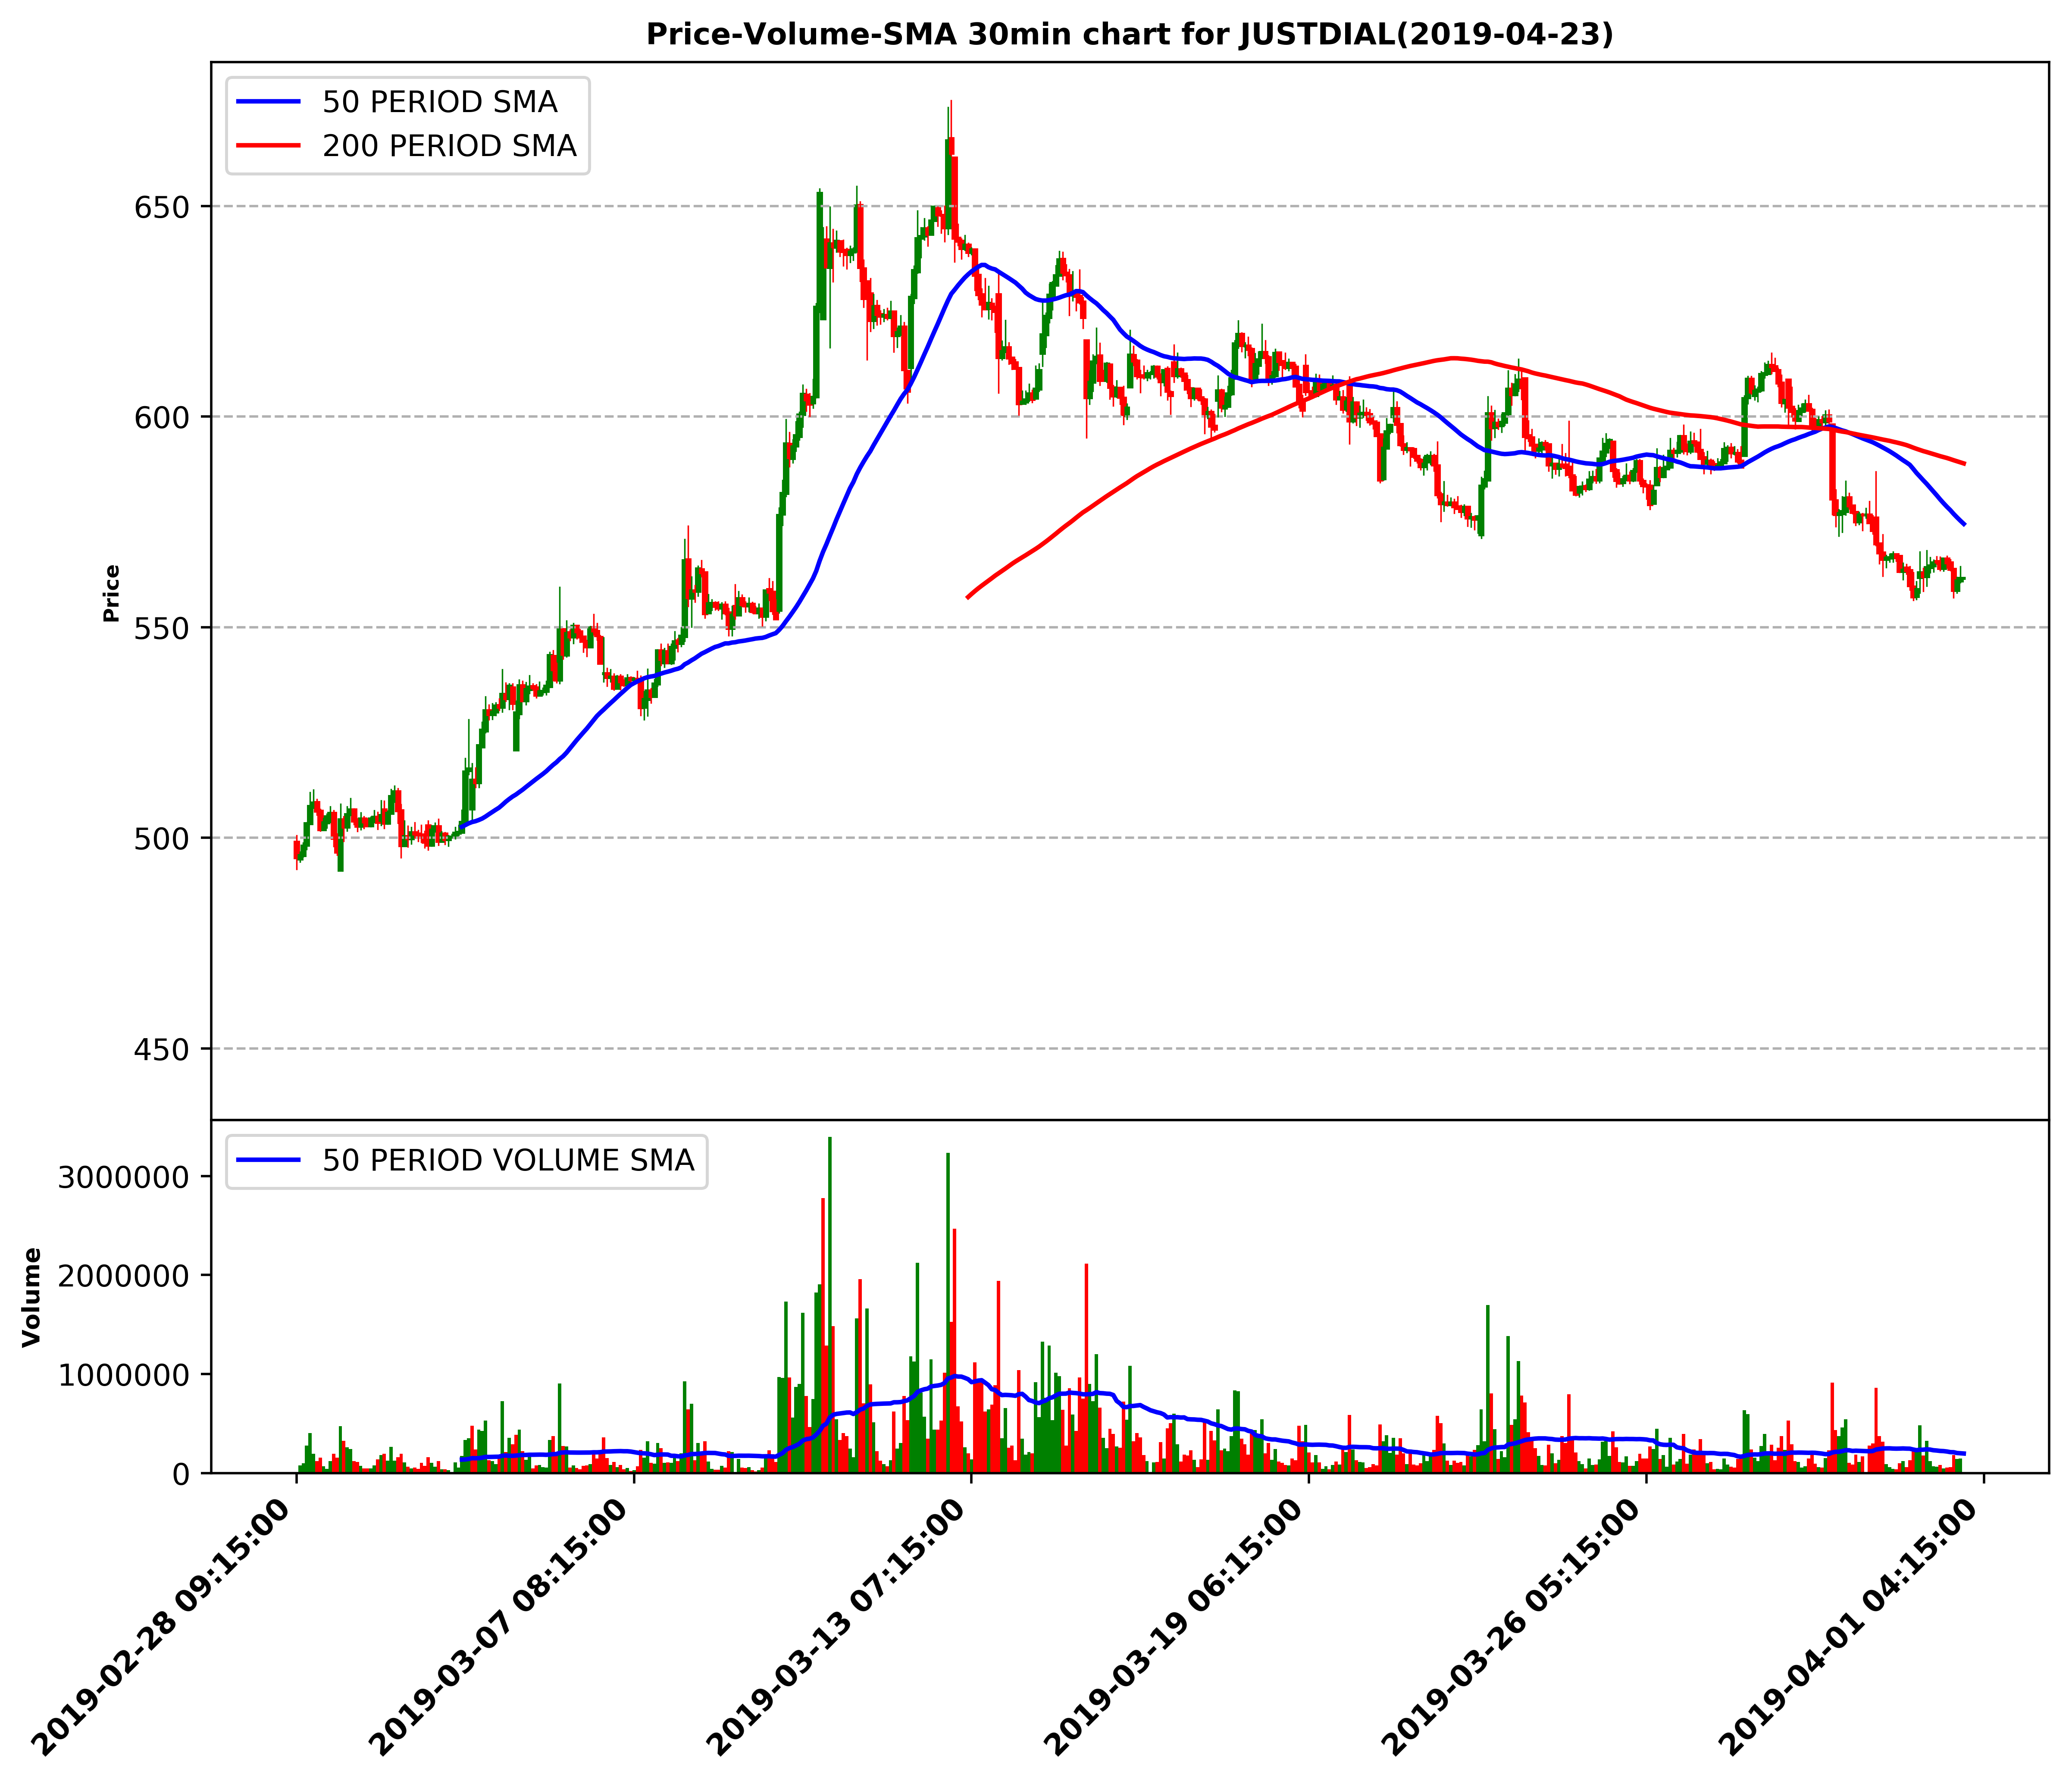 Price-Volume-SMA 30min chart for JUSTDIAL(2019-04-23)
50 PERIOD SMA
200 PERIOD SMA
650
600
550
500
450
Price
50 PERIOD VOLUME SMA
3000000
2000000
1000000
0
Volume
2019-02-28 09:15:00
2019-03-07 08:15:00
2019-03-13 07:15:00
2019-03-19 06:15:00
2019-03-26 05:15:00
2019-04-01 04:15:00